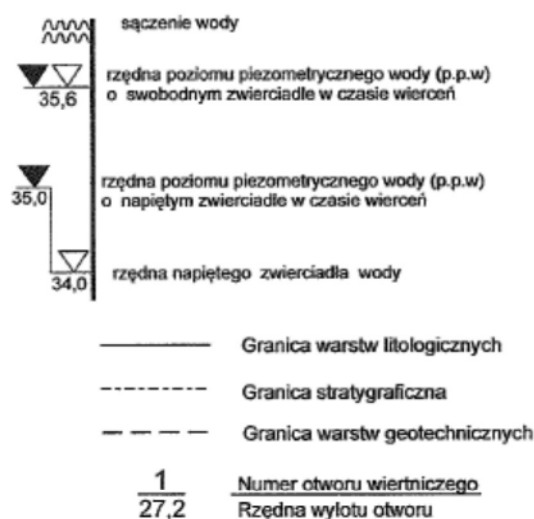 sączenie wody
rzędna poziomu piezometrycznego wody (p.p.w)
o swobodnym zwierciadle w czasie wierceń
35,6
rzędna poziomu piezometrycznego wody (p.p.w)
o napiętym zwierciadle w czasie wierceń
35,0
rzędna napiętego zwierciadła wody
34,0
Granica warstw litologicznych
Granica stratygraficzna
Granica warstw geotechnicznych
1 Numer otworu wiertniczego
27,2 Rzędna wylotu otworu